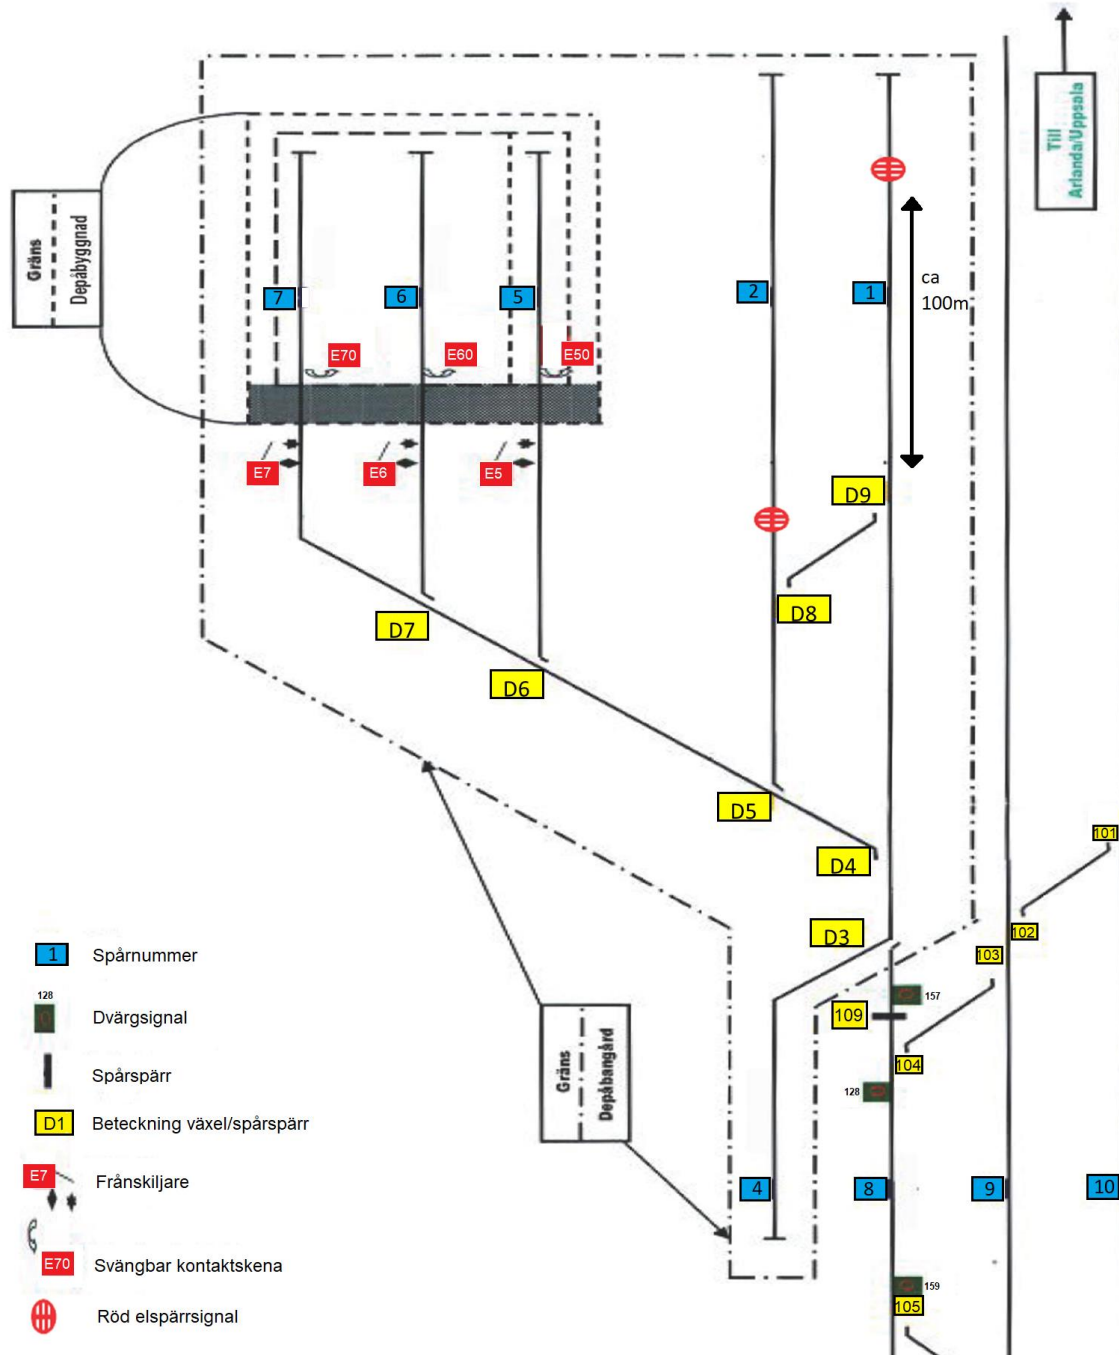 Till
Arlanda/Uppsala
Gräns
Depåbyggnad
7
6
5
2
1
ca
100m
E70
E60
E50
E7
E6
E5
D9
D8
D7
D6
D5
D4
D3
101
102
103
157
109
104
128
Gräns
Depåbangård
4
8
9
10
159
105
1
Spårnummer
128
Dvärgsignal
Spårspärr
D1
Beteckning växel/spårspärr
E7
Frånskiljare
E70
Svängbar kontaktskena
Röd elspärrsignal